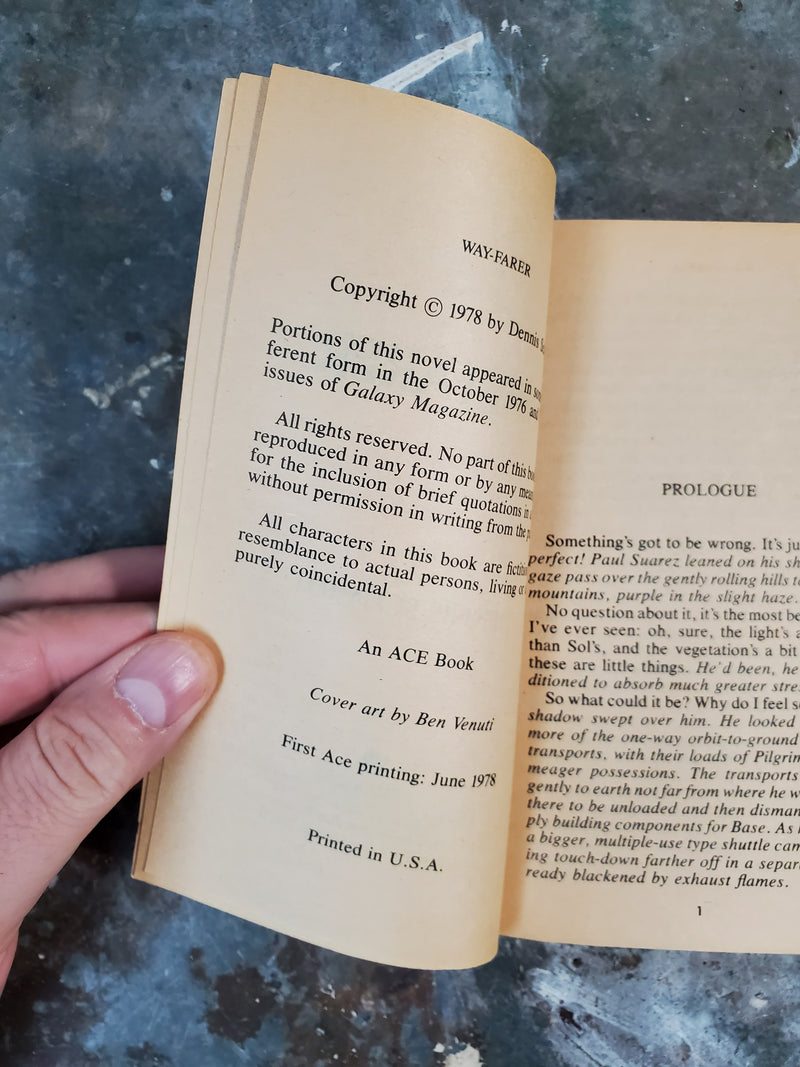 WAY-FARER
Copyright © 1978 by Dennis
Portions of this novel appeared in
ferent form in the October 1976
issues of Galaxy Magazine.
All rights reserved. No part of this
reproduced in any form or by any
for the inclusion of brief quotations in
without permission in writing from the
All characters in this book are
resemblance to actual persons, living or
purely coincidental.
An ACE Book
Cover art by Ben Venuti
First Ace printing: June 1978
Printed in U.S.A.
PROLOGUE
Something's got to be wrong. It's
perfect! Paul Suarez leaned on his
gaze pass over the gently rolling hills
mountains, purple in the slight haze.
No question about it, it's the most
I've ever seen: oh, sure, the light's a
than Sol's, and the vegetation's a bit
these are little things. He'd been, he
ditioned to absorb much greater
So what could it be? Why do I feel
shadow swept over him. He looked
more of the one-way orbit-to-ground
transports, with their loads of
meager possessions. The transports
gently to earth not far from where he
there to be unloaded and then
ply building components for Base. As
a bigger, multiple-use type shuttle
ing touch-down farther off in a
ready blackened by exhaust flames.
1